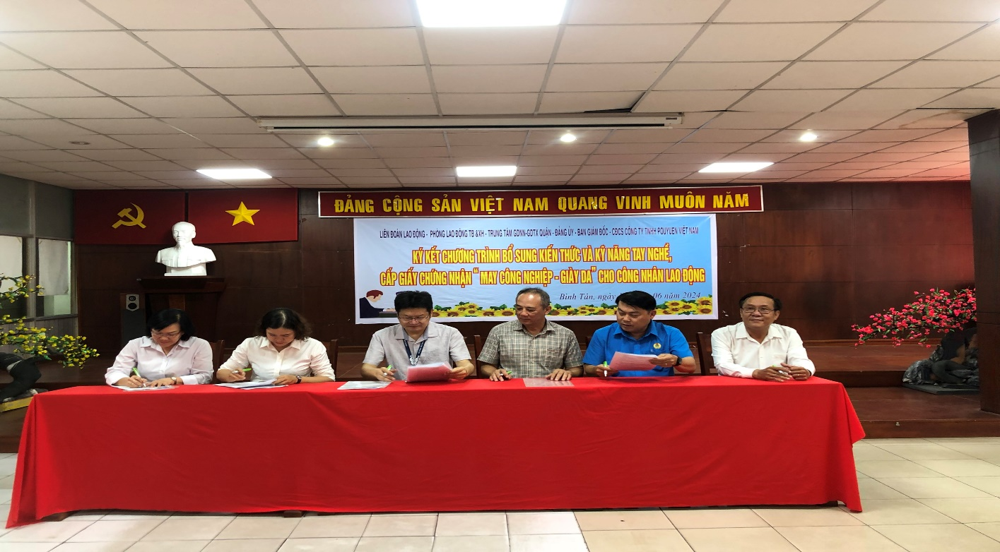 ĐẢNG CỘNG SẢN VIỆT NAM QUANG VINH MUÔN NĂM
LIÊN ĐOÀN LAO ĐỘNG - PHÒNG LAO ĐỘNG TB &XH - TRUNG TÂM GDNN-GDTX QUẬN - ĐẢNG ỦY - BAN GIÁM ĐỐC - CĐCS CÔNG TY TNHH POUYUEN VIỆT NAM
KÝ KẾT CHƯƠNG TRÌNH BỔ SUNG KIẾN THỨC VÀ KỸ NĂNG TAY NGHỀ,
CẤP GIẤY CHỨNG NHẬN “ MAY CÔNG NGHIỆP - GIÀY DA” CHO CÔNG NHÂN LAO ĐỘNG
Bình Tân, ngày 06 năm 2024